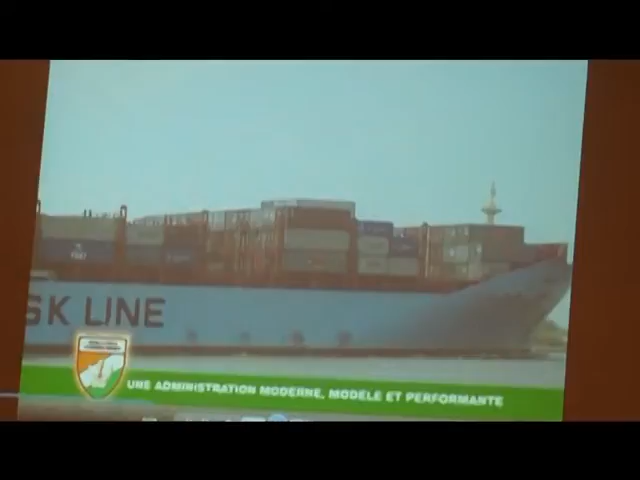 SK LINE
UNE ADMINISTRATION MODERNE, MODELE ET PERFORMANTE